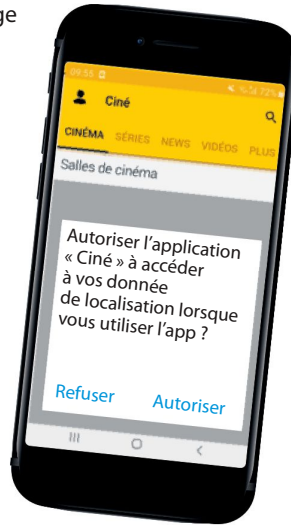 ge
09:55
72%
Ciné
CINÉMA SÉRIES NEWS VIDÉOS PLUS
Salles de cinéma
Autoriser l'application
« Ciné » à accéder
à vos donnée
de localisation lorsque
vous utiliser l'app ?
Refuser Autoriser